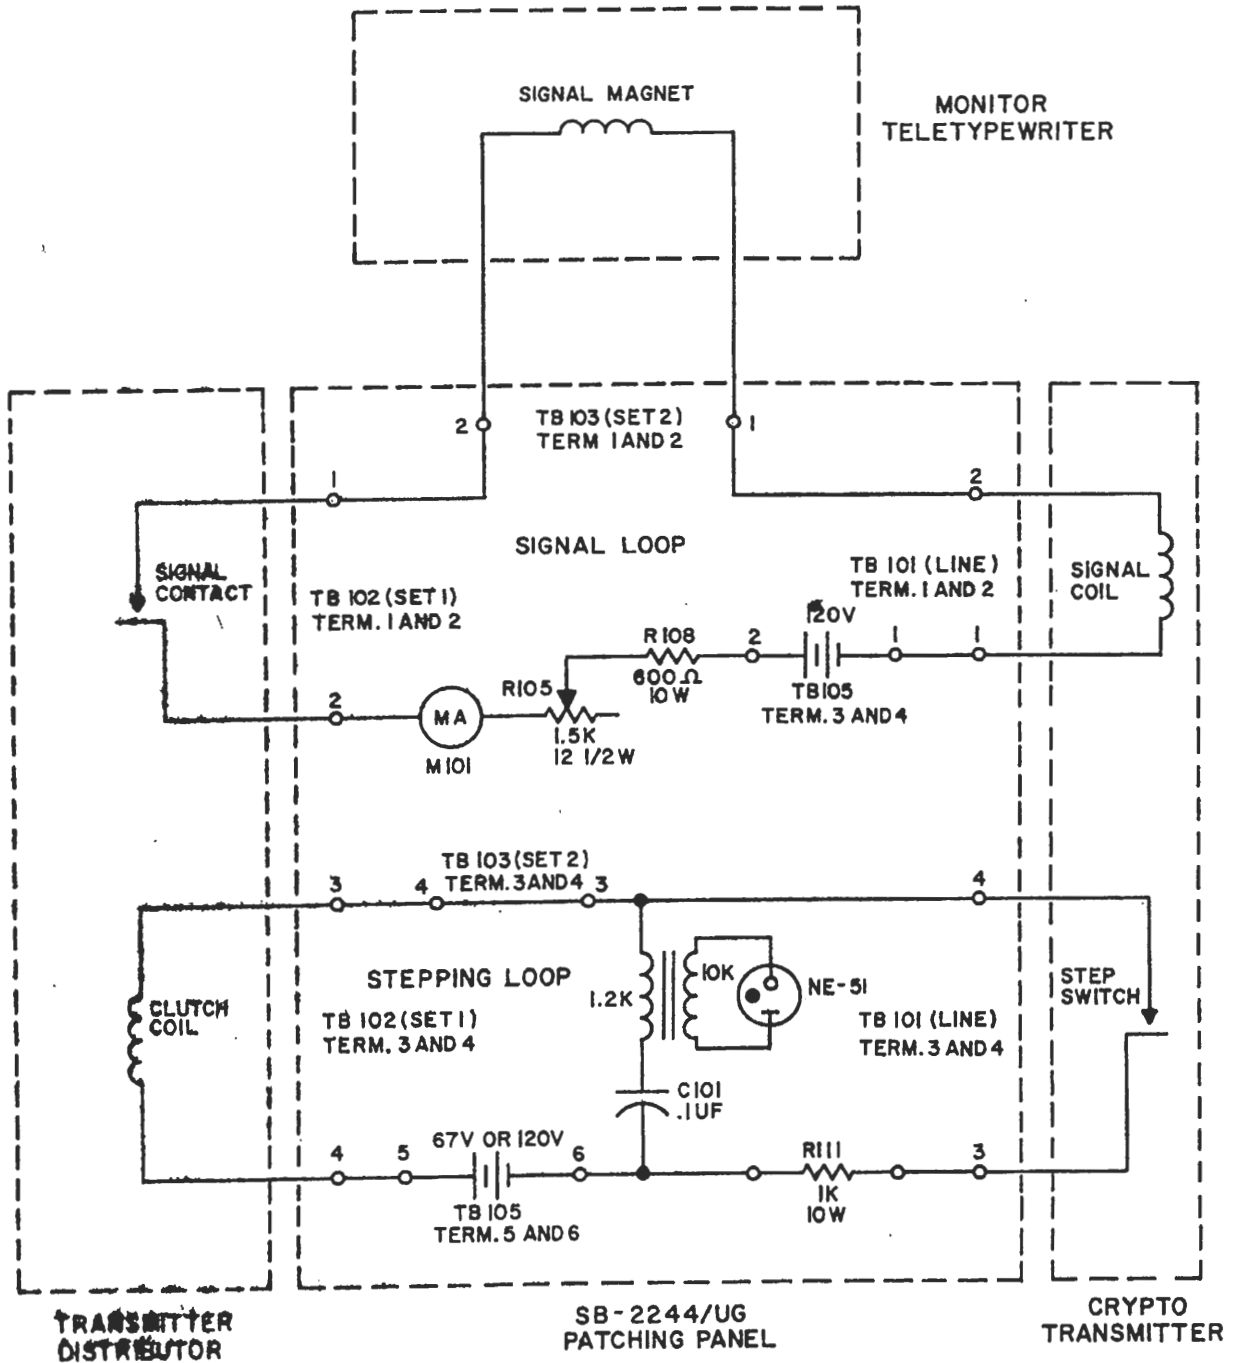 SIGNAL MAGNET
MONITOR
TELETYPEWRITER
2
TB 103 (SET 2)
TERM 1 AND 2
1
1
2
SIGNAL LOOP
SIGNAL
CONTACT
TB 102 (SET 1)
TERM. 1 AND 2
TB 101 (LINE)
TERM. 1 AND 2
SIGNAL
COIL
120V
R108
2
1
1
600 Ω
10W
TB105
TERM. 3 AND 4
R105
2
MA
1.5K
12 1/2 W
M101
TB 103 (SET 2)
TERM. 3 AND 4
3
4
3
4
STEPPING LOOP
1.2K
10K
NE-51
STEP
SWITCH
CLUTCH
COIL
TB 102 (SET 1)
TERM. 3 AND 4
TB 101 (LINE)
TERM. 3 AND 4
C101
.1UF
67V OR 120V
4
5
6
R111
3
1K
10W
TB 105
TERM. 5 AND 6
TRANSMITTER
DISTRIBUTOR
SB-2244/UG
PATCHING PANEL
CRYPTO
TRANSMITTER